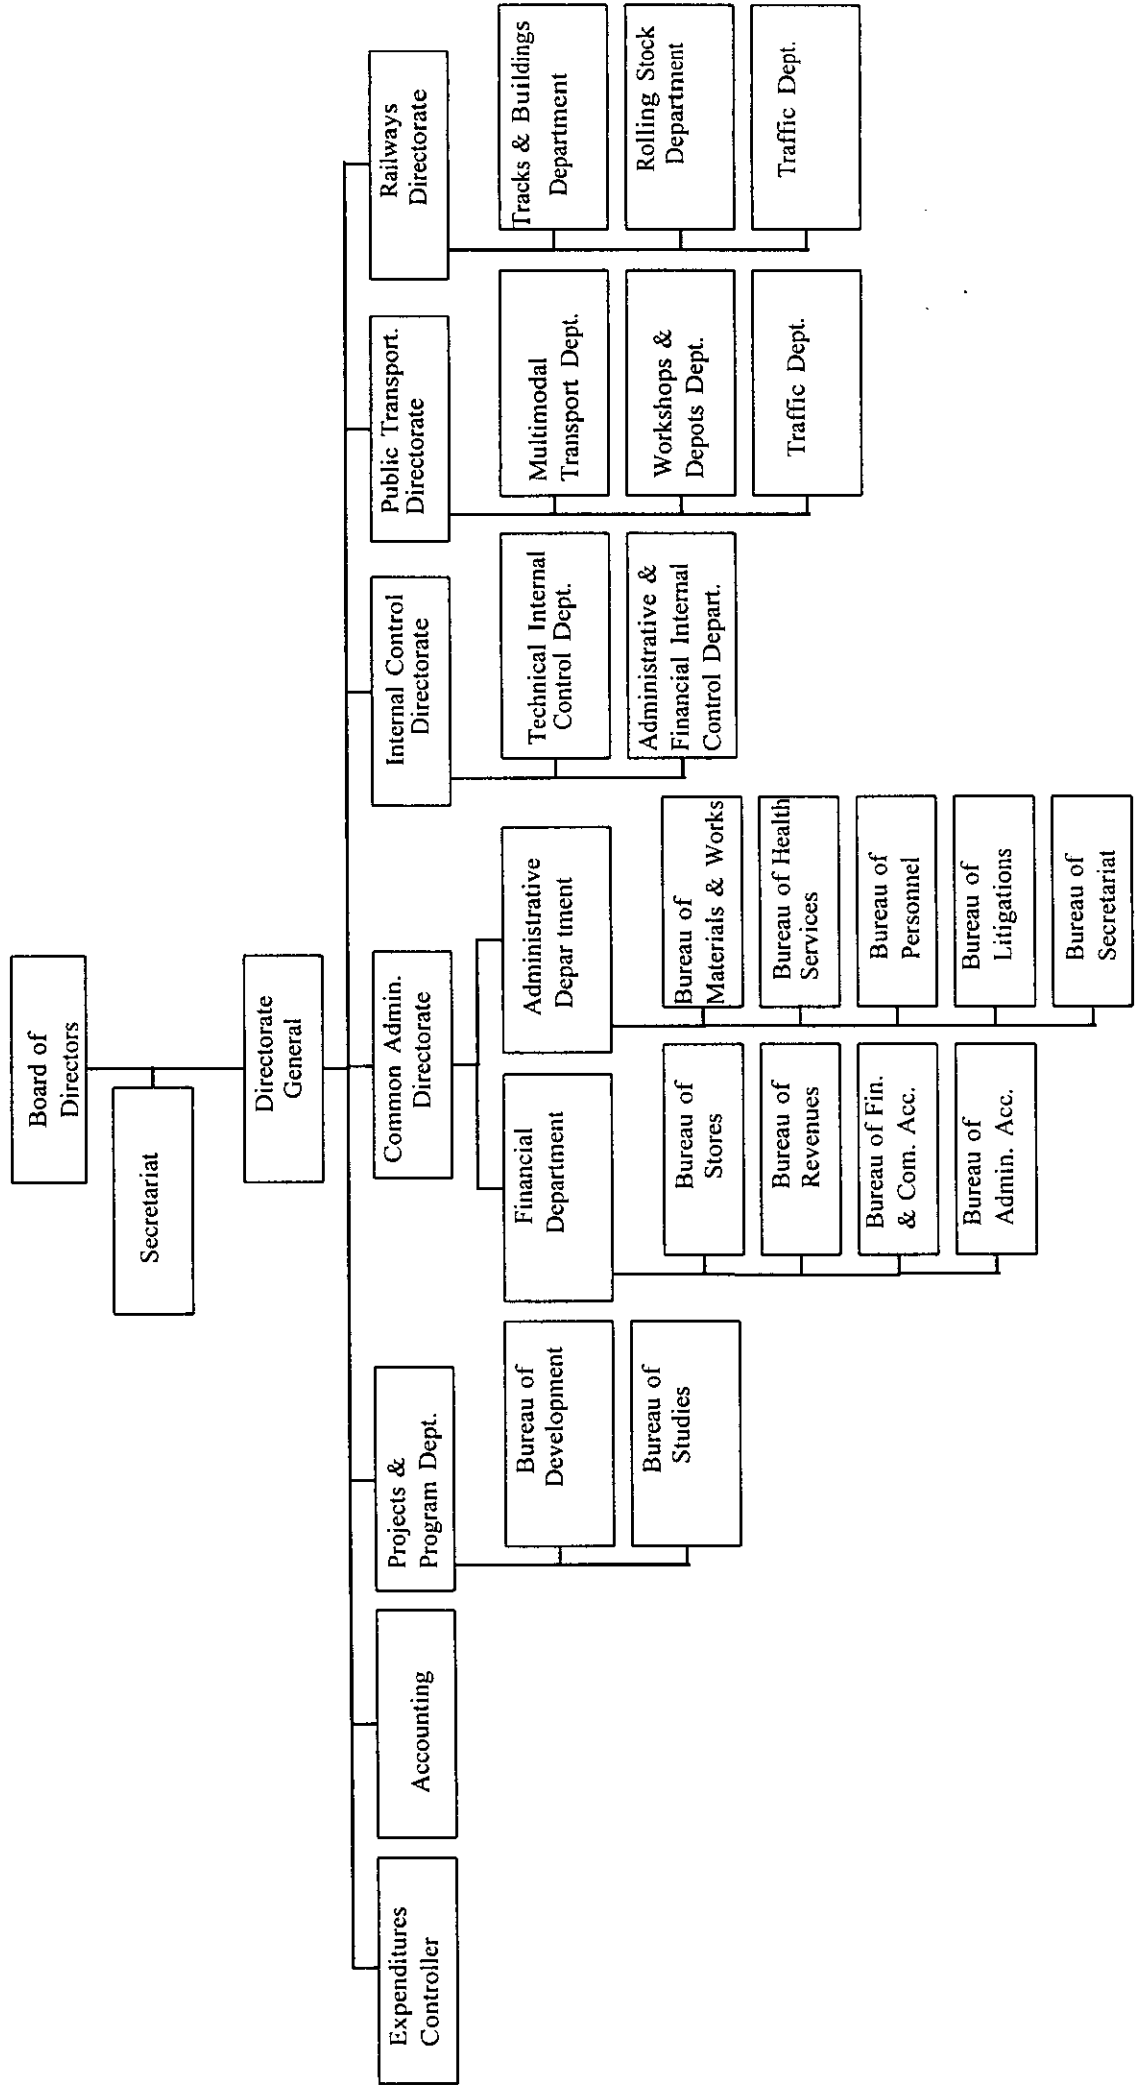 Board of
Directors
Secretariat
Directorate
General
Expenditures
Controller
Accounting
Projects &
Program Dept.
Common Admin.
Directorate
Internal Control
Directorate
Public Transport.
Directorate
Railways
Directorate
Bureau of
Development
Bureau of
Studies
Financial
Department
Bureau of
Stores
Bureau of
Revenues
Bureau of Fin.
& Com. Acc.
Bureau of
Admin. Acc.
Administrative
Depar tment
Bureau of
Materials & Works
Bureau of Health
Services
Bureau of
Personnel
Bureau of
Litigations
Bureau of
Secretariat
Technical Internal
Control Dept.
Administrative &
Financial Internal
Control Depart.
Multimodal
Transport Dept.
Workshops &
Depots Dept.
Traffic Dept.
Tracks & Buildings
Department
Rolling Stock
Department
Traffic Dept.